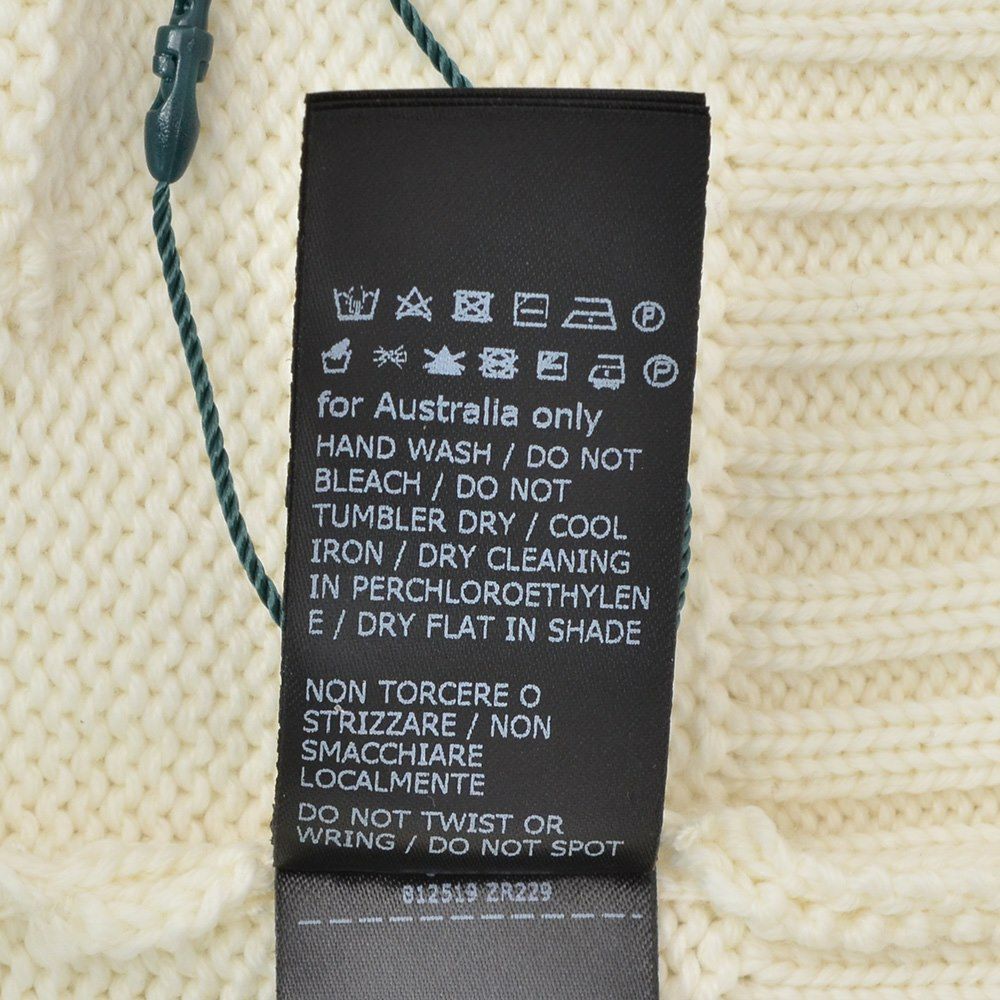 P
P
for Australia only
HAND WASH / DO NOT
BLEACH / DO NOT
TUMBLER DRY / COOL
IRON / DRY CLEANING
IN PERCHLOROETHYLEN
E / DRY FLAT IN SHADE
NON TORCERE O
STRIZZARE / NON
SMACCHIARE
LOCALMENTE
DO NOT TWIST OR
WRING / DO NOT SPOT
812519 ZR229